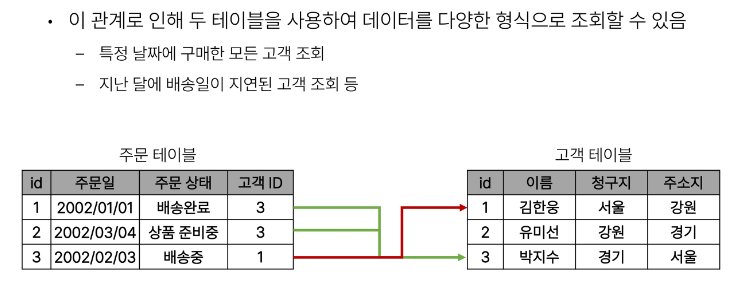 • 이 관계로 인해 두 테이블을 사용하여 데이터를 다양한 형식으로 조회할 수 있음
– 특정 날짜에 구매한 모든 고객 조회
– 지난 달에 배송일이 지연된 고객 조회 등
주문 테이블
id 주문일 주문 상태 고객 ID
1 2002/01/01 배송완료 3
2 2002/03/04 상품 준비중 3
3 2002/02/03 배송중 1
고객 테이블
id 이름 청구지 주소지
1 김한웅 서울 강원
2 유미선 강원 경기
3 박지수 경기 서울